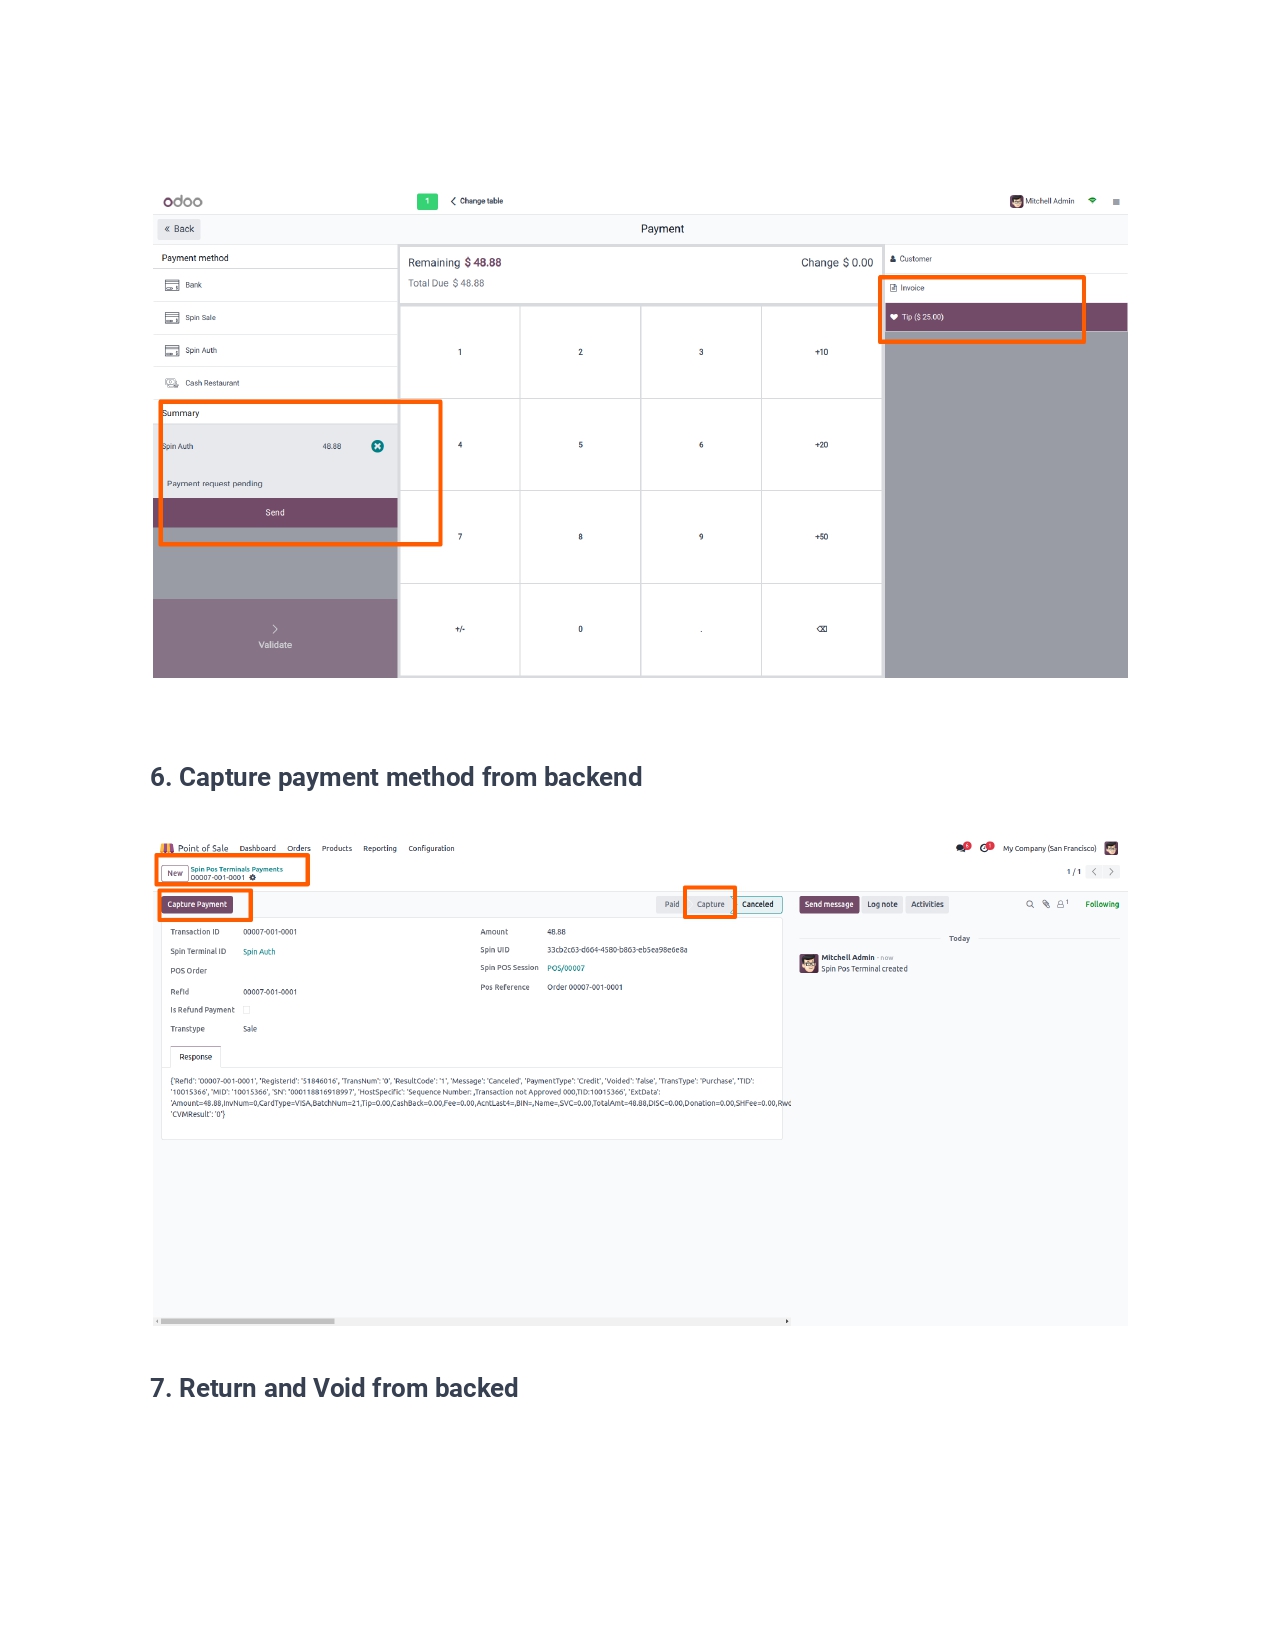 odoo
1
Change table
Mitchell Admin
« Back
Payment
Payment method
Bank
Spin Sale
Spin Auth
Cash Restaurant
Summary
Spin Auth 48.88
Payment request pending
Send
Validate
Remaining $ 48.88
Change $ 0.00
Total Due $ 48.88
1 2 3 +10
4 5 6 +20
7 8 9 +50
+/- 0 .
Customer
Invoice
Tip ($ 25.00)
6. Capture payment method from backend
Point of Sale Dashboard Orders Products Reporting Configuration
My Company (San Francisco)
New
Spin Pos Terminals Payments
00007-001-0001
1 / 1
Capture Payment
Paid Capture Canceled
Send message Log note Activities
1 Following
Transaction ID 00007-001-0001
Spin Terminal ID Spin Auth
POS Order
RefId 00007-001-0001
Is Refund Payment
Transtype Sale
Amount 48.88
Spin UID 33cb2c63-d664-4580-b863-eb5ea98e6e8a
Spin POS Session POS/00007
Pos Reference Order 00007-001-0001
Today
Mitchell Admin - now
Spin Pos Terminal created
Response
{'RefId': '00007-001-0001', 'RegisterId': '51846016', 'TransNum': '0', 'ResultCode': '1', 'Message': 'Canceled', 'PaymentType': 'Credit', 'Voided': 'false', 'TransType': 'Purchase', 'TID':
'10015366', 'MID': '10015366', 'SN': '000118816918997', 'HostSpecific': 'Sequence Number: ,Transaction not Approved 000,TID:10015366', 'ExtData':
'Amount=48.88,InvNum=0,CardType=VISA,BatchNum=21,Tip=0.00,CashBack=0.00,Fee=0.00,AcntLast4=,BIN=,Name=,SVC=0.00,TotalAmt=48.88,DISC=0.00,Donation=0.00,SHFee=0.00,Rwd
'CVMResult': '0'}
7. Return and Void from backed